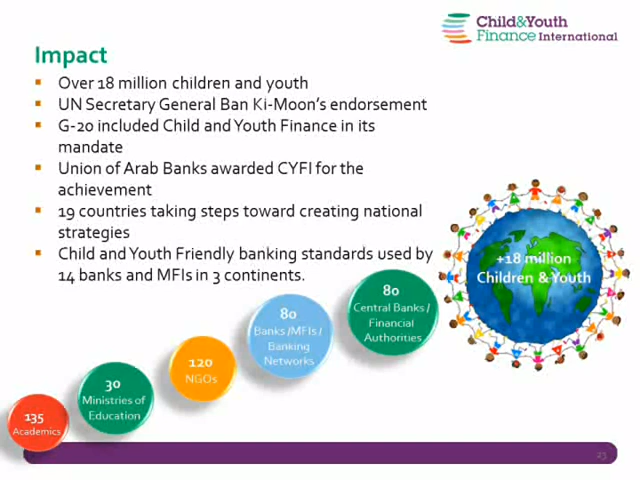 Child&Youth
Finance International
Impact
Over 18 million children and youth
UN Secretary General Ban Ki-Moon's endorsement
G-20 included Child and Youth Finance in its
mandate
Union of Arab Banks awarded CYFI for the
achievement
19 countries taking steps toward creating national
strategies
Child and Youth Friendly banking standards used by
14 banks and MFIs in 3 continents.
+18 million
Children & Youth
80
Central Banks /
Financial
Authorities
80
Banks /MFIs /
Banking
Networks
120
NGOs
30
Ministries of
Education
135
Academics
23